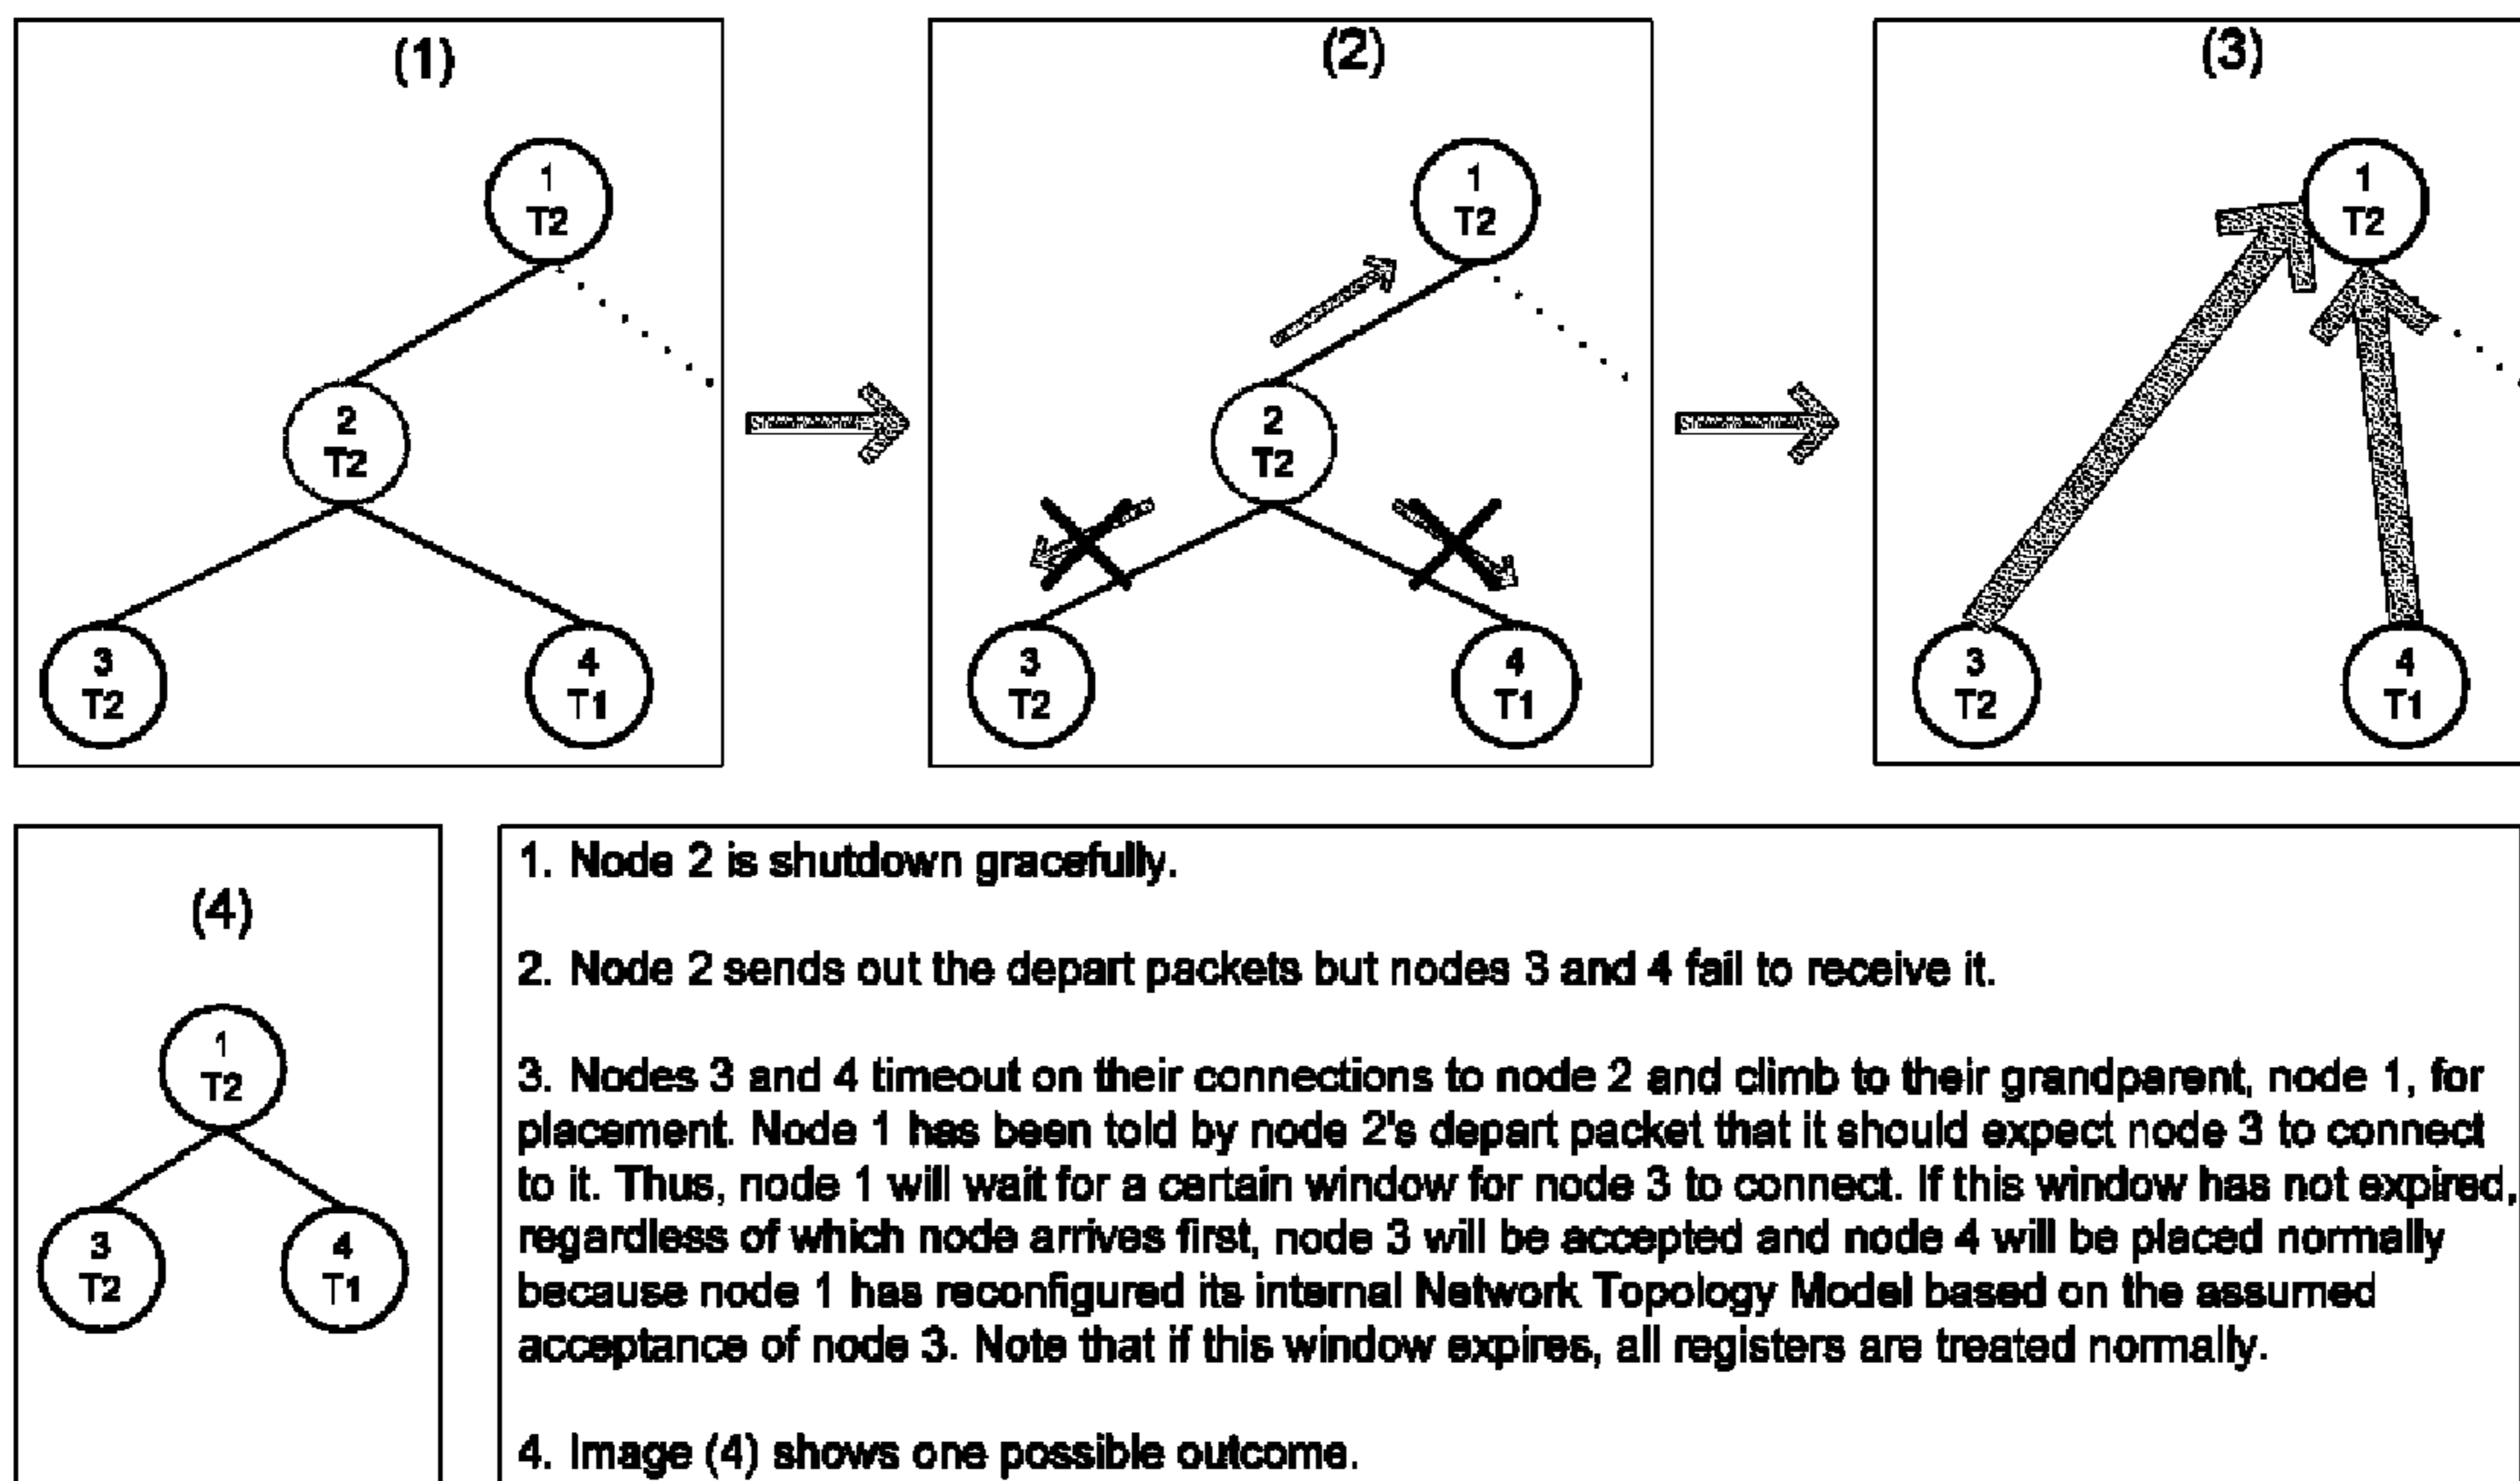 (1)
1
T2
2
T2
3
T2
4
T1
(2)
1
T2
2
T2
3
T2
4
T1
(3)
1
T2
3
T2
4
T1
(4)
1
T2
3
T2
4
T1
1. Node 2 is shutdown gracefully.
2. Node 2 sends out the depart packets but nodes 3 and 4 fail to receive it.
3. Nodes 3 and 4 timeout on their connections to node 2 and climb to their grandparent, node 1, for
placement. Node 1 has been told by node 2's depart packet that it should expect node 3 to connect
to it. Thus, node 1 will wait for a certain window for node 3 to connect. If this window has not expired,
regardless of which node arrives first, node 3 will be accepted and node 4 will be placed normally
because node 1 has reconfigured its internal Network Topology Model based on the assumed
acceptance of node 3. Note that if this window expires, all registers are treated normally.
4. Image (4) shows one possible outcome.